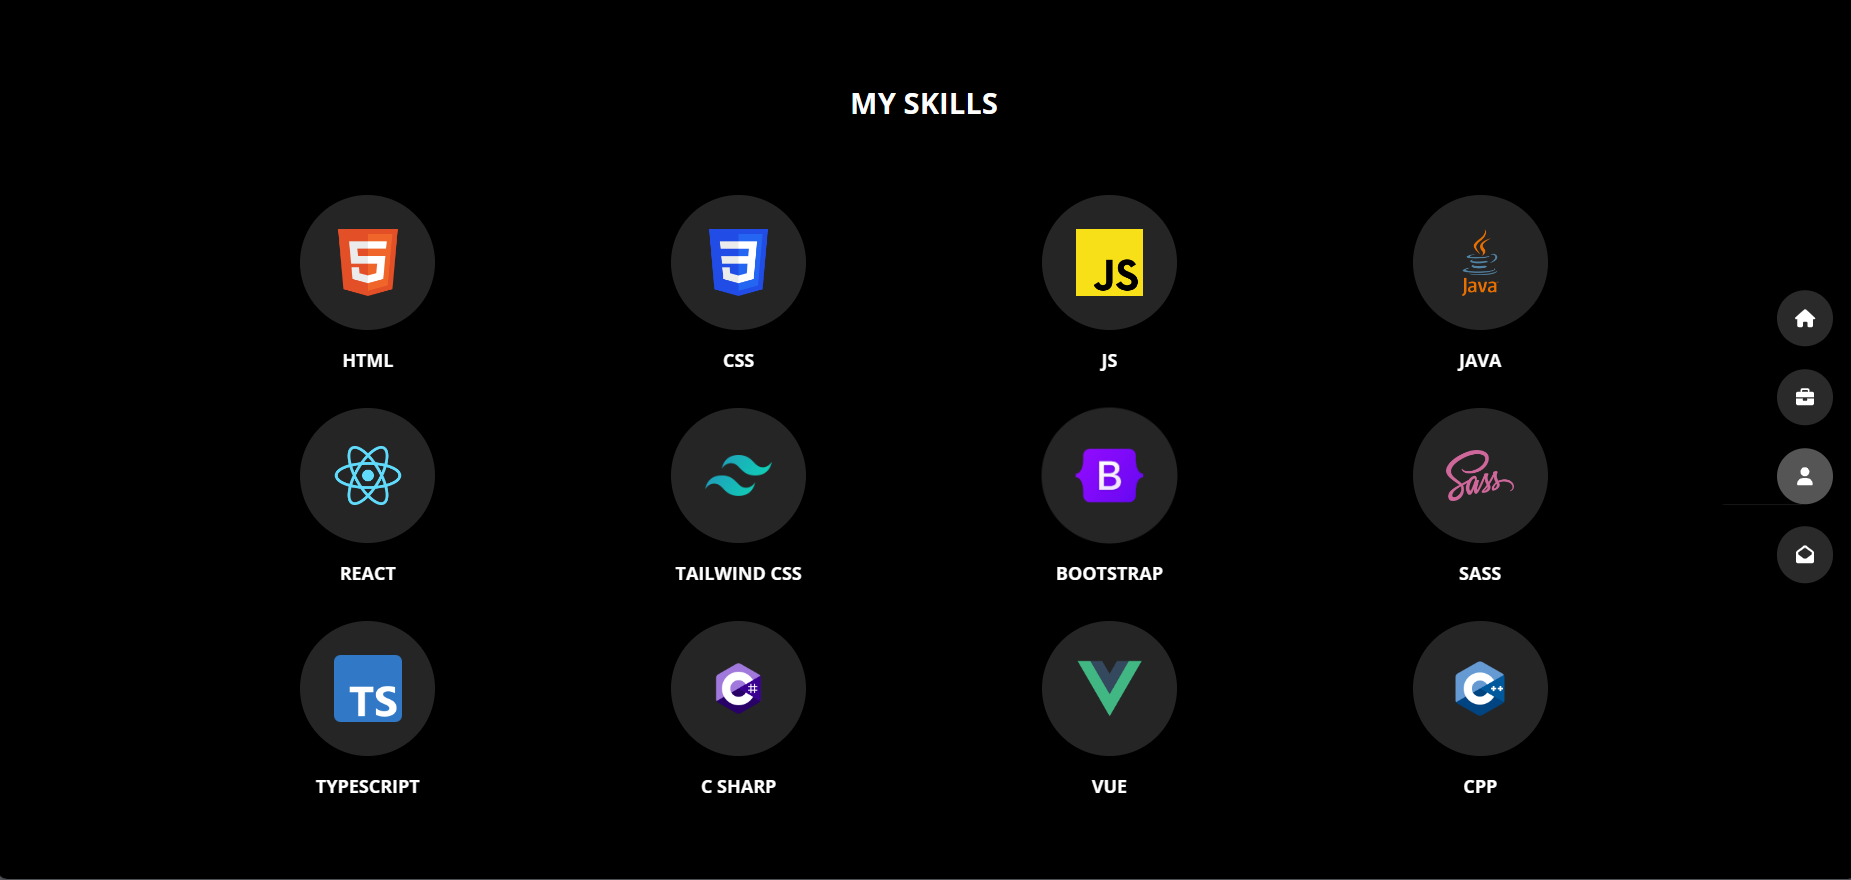 MY SKILLS
5
3
JS
Java
HTML
CSS
JS
JAVA
B
Sass
REACT
TAILWIND CSS
BOOTSTRAP
SASS
TS
C#
C++
TYPESCRIPT
C SHARP
VUE
CPP